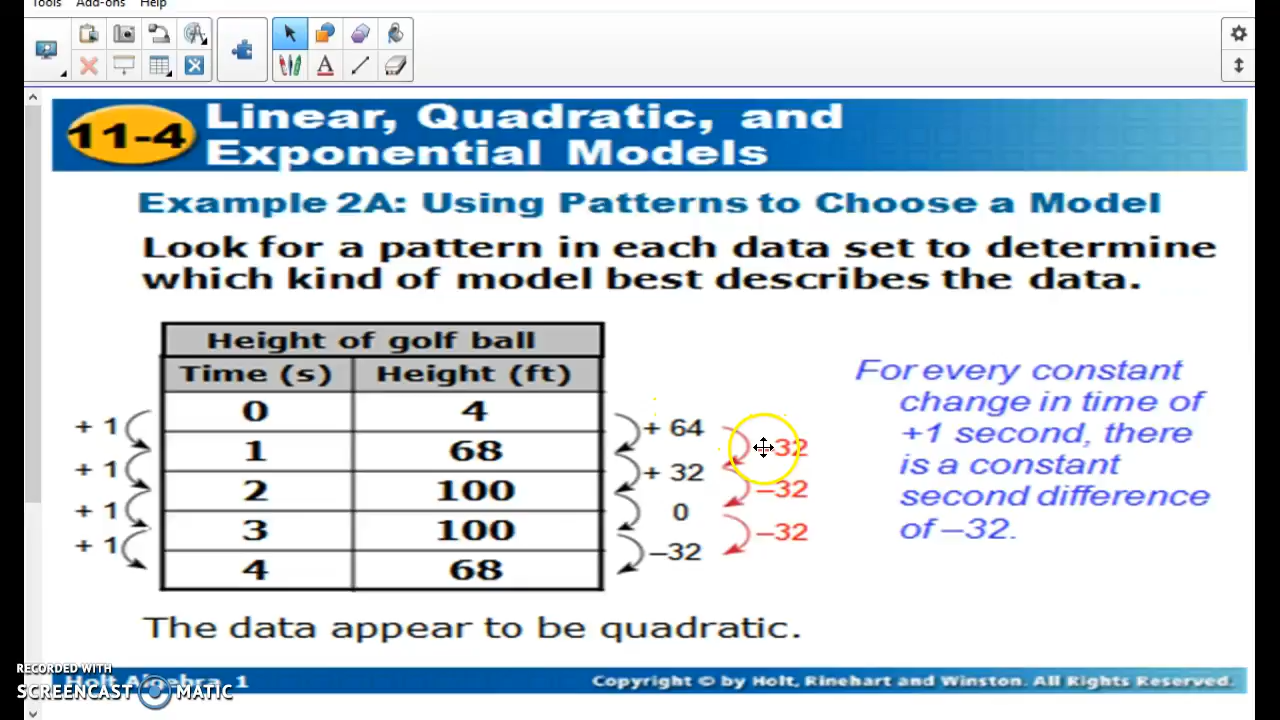 Tools Add-ons Help
11-4
Linear, Quadratic, and
Exponential Models
Example 2A: Using Patterns to Choose a Model
Look for a pattern in each data set to determine
which kind of model best describes the data.
Height of golf ball
Time (s) Height (ft)
0 4
1 68
2 100
3 100
4 68
+ 1
+ 1
+ 1
+ 1
+ 64
+ 32
0
–32
–32
–32
–32
For every constant
change in time of
+1 second, there
is a constant
second difference
of –32.
The data appear to be quadratic.
RECORDED WITH
SCREENCAST MATIC
Holt Algebra 1
Copyright © by Holt, Rinehart and Winston. All Rights Reserved.